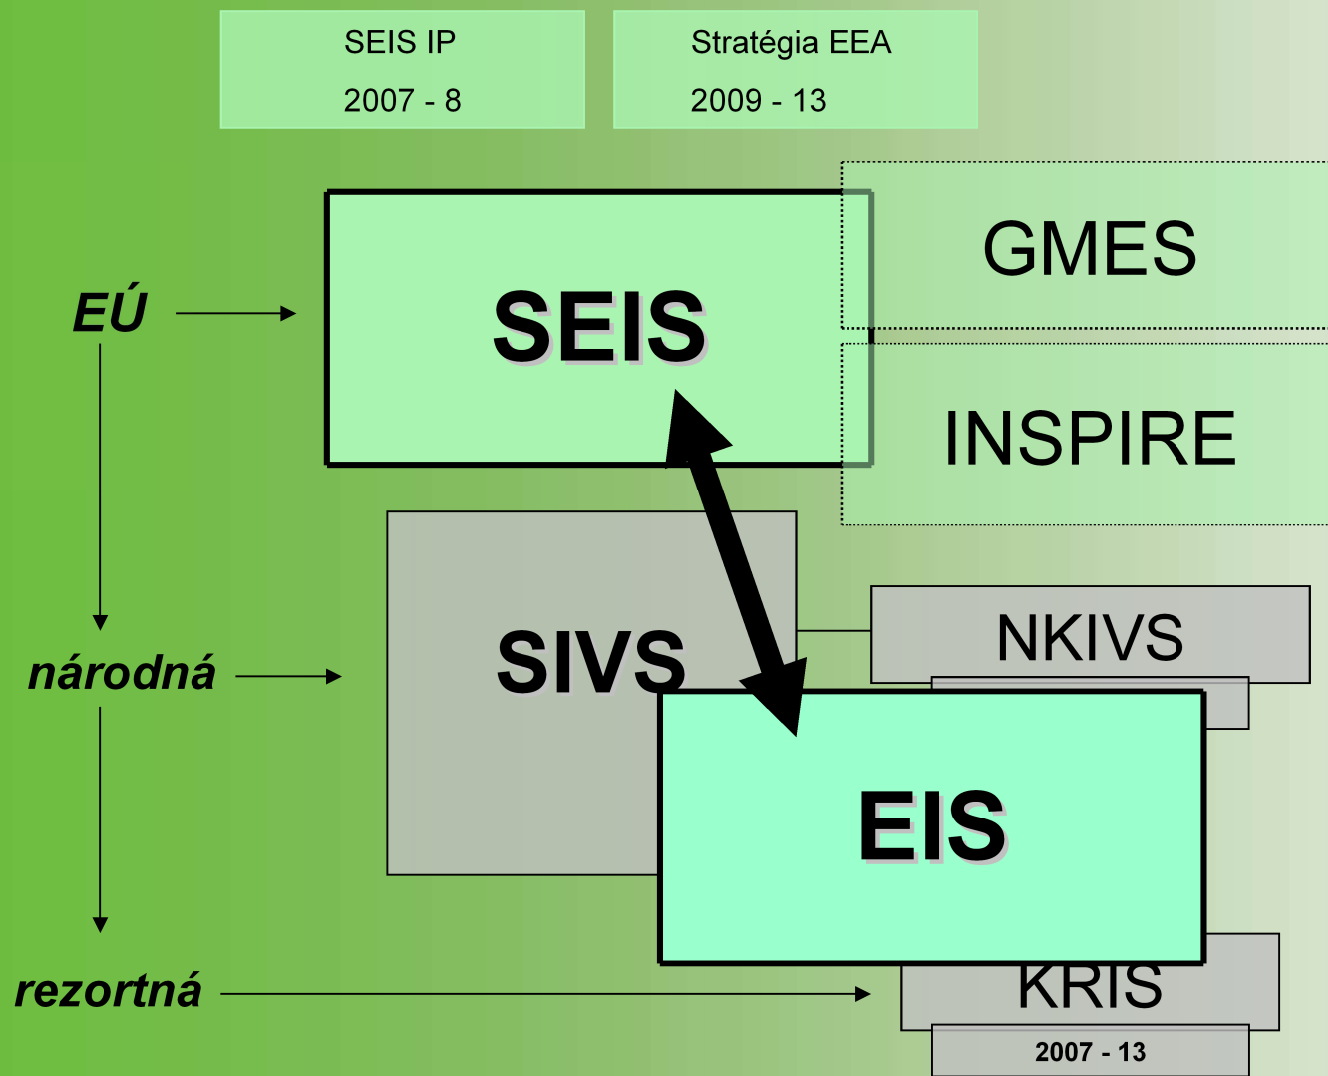 SEIS IP
2007 - 8
Stratégia EEA
2009 - 13
GMES
EÚ
SEIS
INSPIRE
SIVS
NKIVS
národná
EIS
rezortná
KRIS
2007 - 13